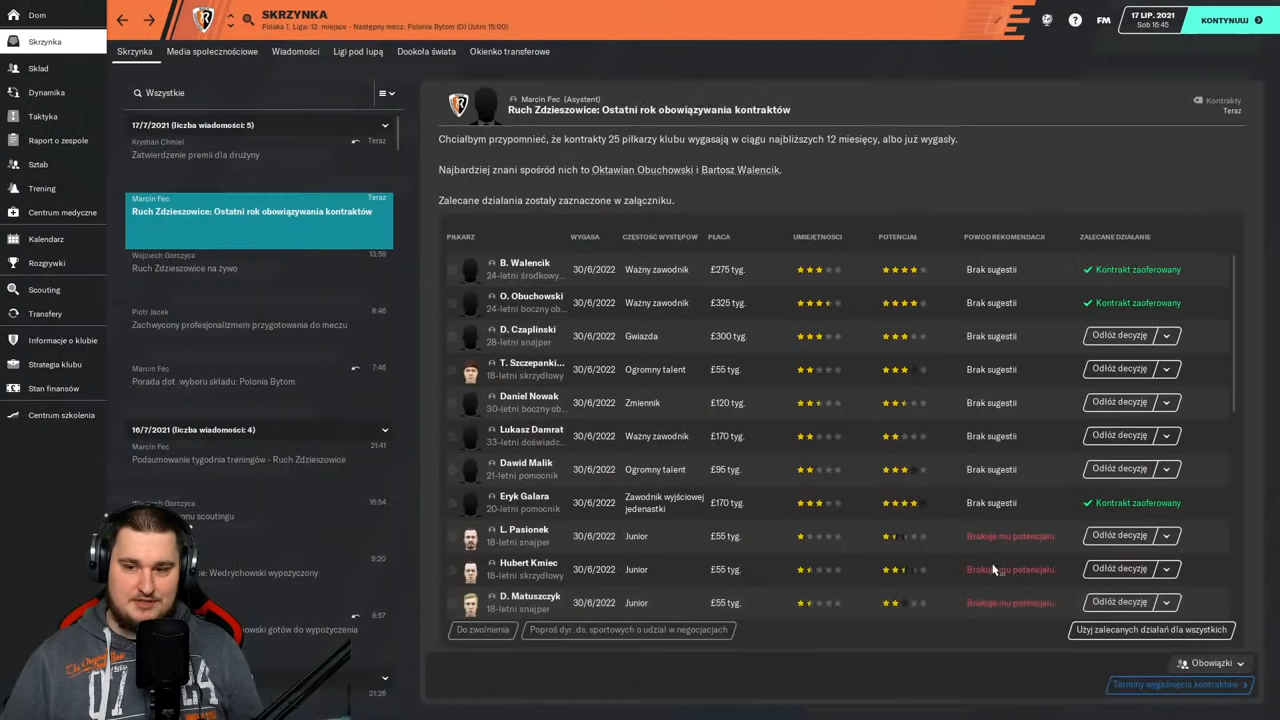 Dom
SKRZYNKA
Polska 1. Liga: 12. miejsce - Następny mecz: Polonia Bytom (D) (Jutro 15:00)
FM
17 LIP. 2021
Sob 16:45
KONTYNUUJ
Skrzynka
Skład
Dynamika
Taktyka
Raport o zespole
Sztab
Trening
Centrum medyczne
Kalendarz
Rozgrywki
Scouting
Transfery
Informacje o klubie
Strategia klubu
Stan finansów
Centrum szkolenia
Skrzynka
Media społecznościowe
Wiadomości
Ligi pod lupą
Dookoła świata
Okienko transferowe
Wszystkie
17/7/2021 (liczba wiadomości: 5)
Krystian Chmiel
Teraz
Zatwierdzenie premii dla drużyny
Marcin Fec
Teraz
Ruch Zdzieszowice: Ostatni rok obowiązywania kontraktów
Wojciech Gorczyca
13:59
Ruch Zdzieszowice na żywo
Piotr Jacek
8:46
Zachwycony profesjonalizmem przygotowania do meczu
Marcin Fec
7:46
Porada dot. wyboru składu: Polonia Bytom
16/7/2021 (liczba wiadomości: 4)
Marcin Fec
21:41
Podsumowanie tygodnia treningów - Ruch Zdzieszowice
Wojciech Gorczyca
16:54
scoutingu
9:20
Wedrychowski wypożyczony
8:57
gotów do wypożyczenia
21:26
Marcin Fec (Asystent)
Ruch Zdzieszowice: Ostatni rok obowiązywania kontraktów
Kontrakty
Teraz
Chciałbym przypomnieć, że kontrakty 25 piłkarzy klubu wygasają w ciągu najbliższych 12 miesięcy, albo już wygasły.
Najbardziej znani spośród nich to Oktawian Obuchowski i Bartosz Walencik.
Zalecane działania zostały zaznaczone w załączniku.
PIŁKARZ WYGASA CZĘSTOŚĆ WYSTĘPÓW PŁACA UMIEJĘTNOŚCI POTENCJAŁ POWÓD REKOMENDACJI ZALECANE DZIAŁANIE
B. Walencik
24-letni środkowy...
30/6/2022 Ważny zawodnik £275 tyg. Brak sugestii Kontrakt zaoferowany
O. Obuchowski
24-letni boczny ob...
30/6/2022 Ważny zawodnik £325 tyg. Brak sugestii Kontrakt zaoferowany
D. Czapliński
28-letni snajper
30/6/2022 Gwiazda £300 tyg. Brak sugestii Odłóż decyzję
T. Szczepanki...
18-letni skrzydłowy
30/6/2022 Ogromny talent £55 tyg. Brak sugestii Odłóż decyzję
Daniel Nowak
30-letni boczny ob...
30/6/2022 Zmiennik £120 tyg. Brak sugestii Odłóż decyzję
Łukasz Damrat
33-letni doświadc...
30/6/2022 Ważny zawodnik £170 tyg. Brak sugestii Odłóż decyzję
Dawid Malik
21-letni pomocnik
30/6/2022 Ogromny talent £95 tyg. Brak sugestii Odłóż decyzję
Eryk Galara
20-letni pomocnik
30/6/2022 Zawodnik wyjściowej jedenastki £170 tyg. Brak sugestii Kontrakt zaoferowany
L. Pasionek
18-letni snajper
30/6/2022 Junior £55 tyg. Brakuje mu potencjału Odłóż decyzję
Hubert Kmiec
18-letni skrzydłowy
30/6/2022 Junior £55 tyg. Brakuje mu potencjału Odłóż decyzję
D. Matuszczyk
18-letni snajper
30/6/2022 Junior £55 tyg. Brakuje mu potencjału Odłóż decyzję
Do zwolnienia
Poproś dyr. ds. sportowych o udział w negocjacjach
Użyj zalecanych działań dla wszystkich
Obowiązki
Terminy wygaśnięcia kontraktów